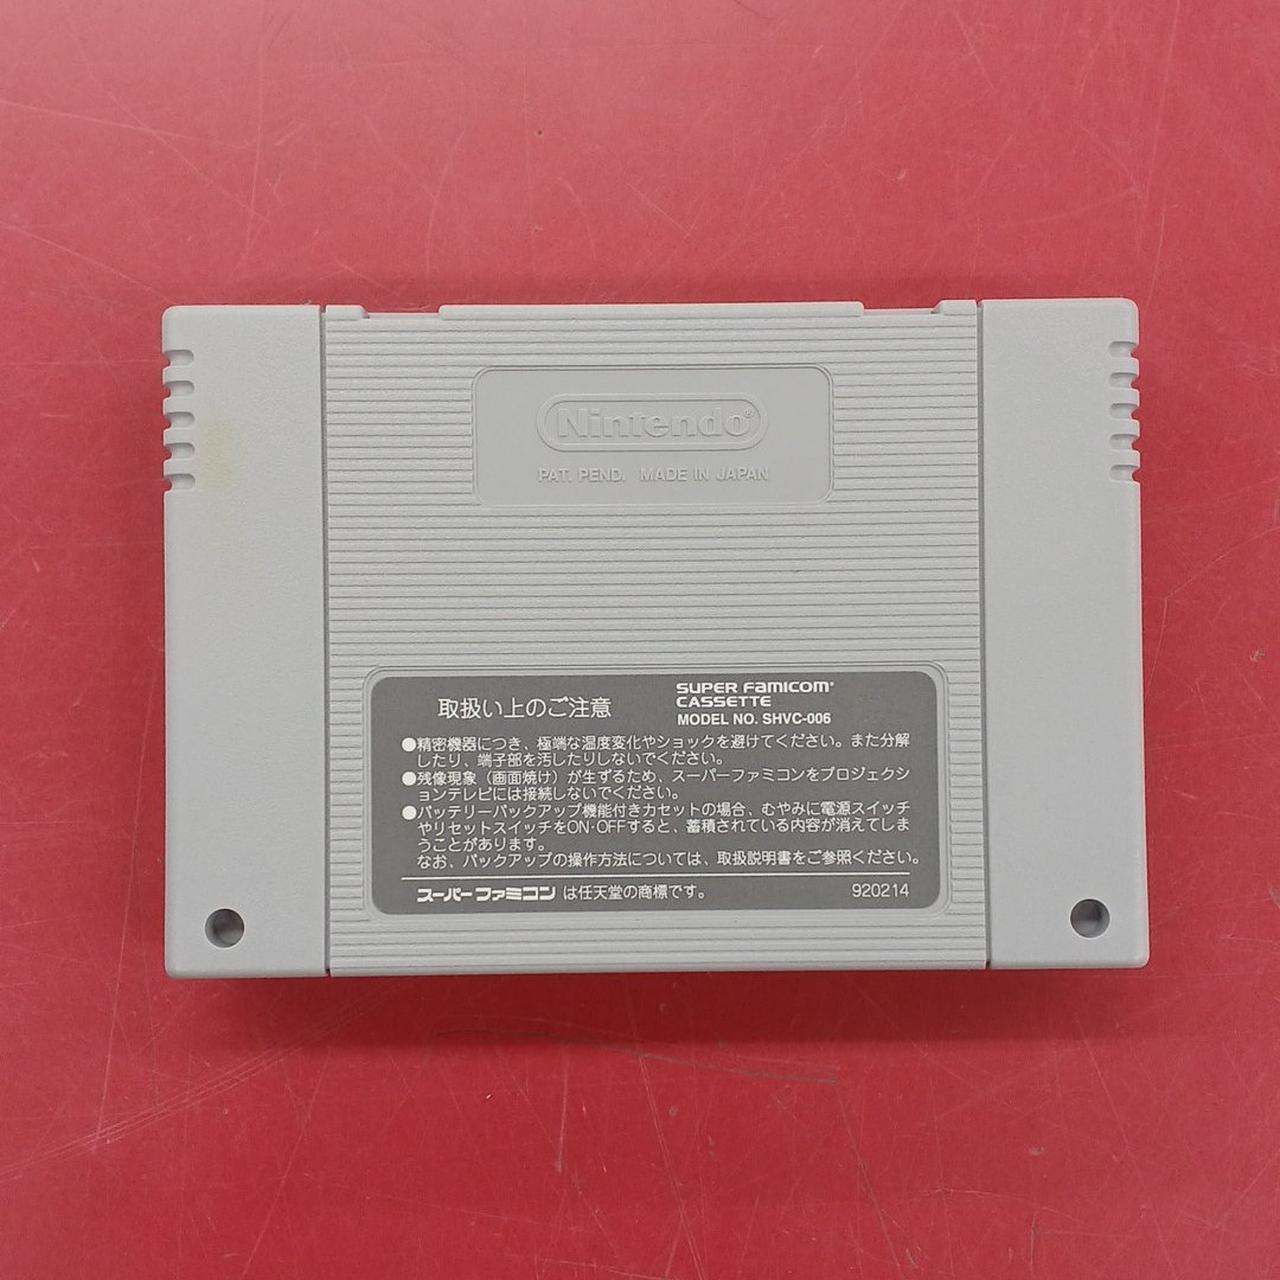 Nintendo®
PAT. PEND. MADE IN JAPAN
取扱い上のご注意
SUPER FAMICOM®
CASSETTE
MODEL NO. SHVC-006
●精密機器につき、極端な温度変化やショックを避けてください。また分解
したり、端子部を汚したりしないでください。
●残像現象（画面焼け）が生ずるため、スーパーファミコンをプロジェクシ
ョンテレビには接続しないでください。
●バッテリーバックアップ機能付きカセットの場合、むやみに電源スイッチ
やリセットスイッチをON・OFFすると、蓄積されている内容が消えてしま
うことがあります。
なお、バックアップの操作方法については、取扱説明書をご参照ください。
スーパーファミコン は任天堂の商標です。
920214